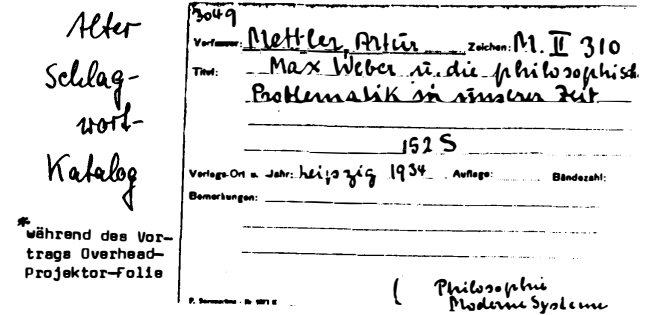 Alter
Schlag-
wort-
Katalog
*
während des Vor-
trags Overhead-
Projektor-Folie
3049
Verfasser: Mettler, Artur Zeichen: M. II 310
Titel: Max Weber u. die philosophisch.
Problematik in unserer Zeit
152 S
Verlags-Ort u. Jahr: Leipzig 1934 Auflage: Bändezahl:
Bemerkungen:
( Philosophie
Moderne Systeme